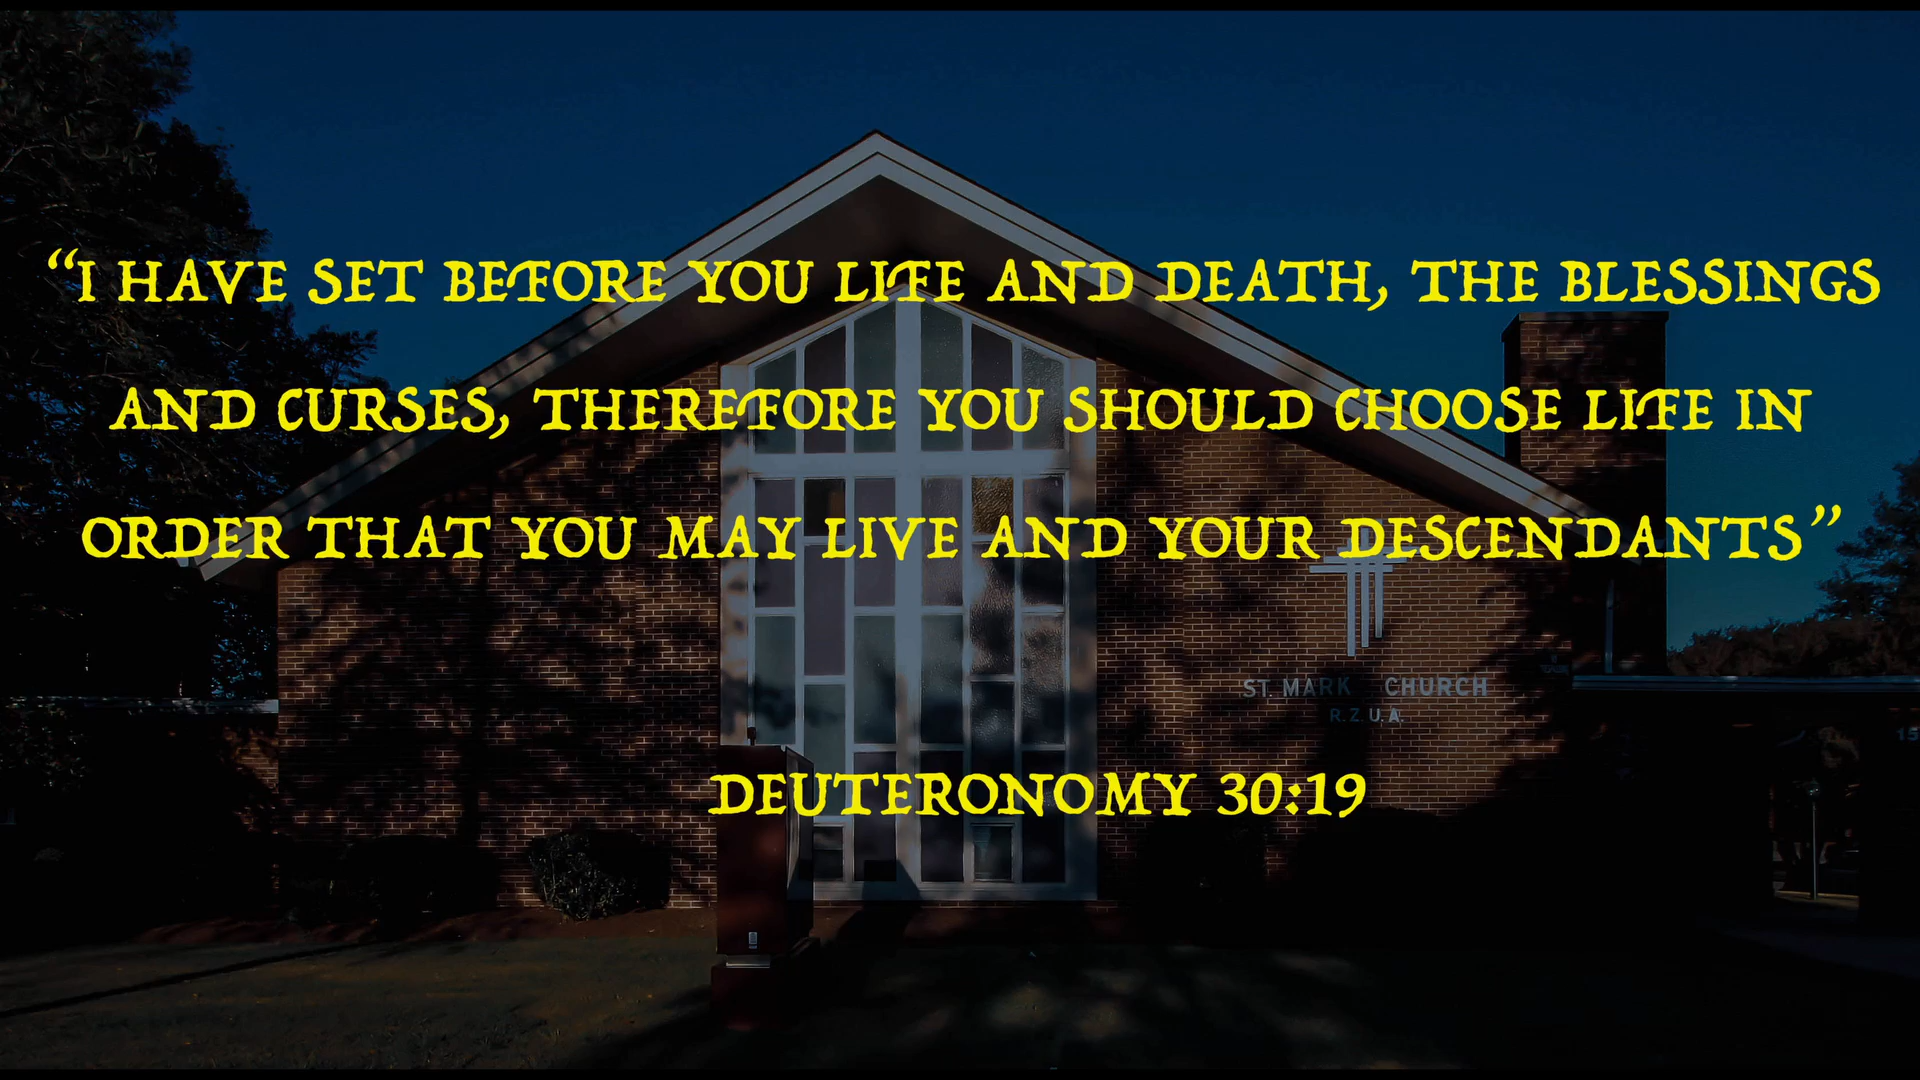 “I HAVE SET BEFORE YOU LIFE AND DEATH, THE BLESSINGS
AND CURSES, THEREFORE YOU SHOULD CHOOSE LIFE IN
ORDER THAT YOU MAY LIVE AND YOUR DESCENDANTS”
ST. MARK CHURCH
R.Z.U.A.
DEUTERONOMY 30:19